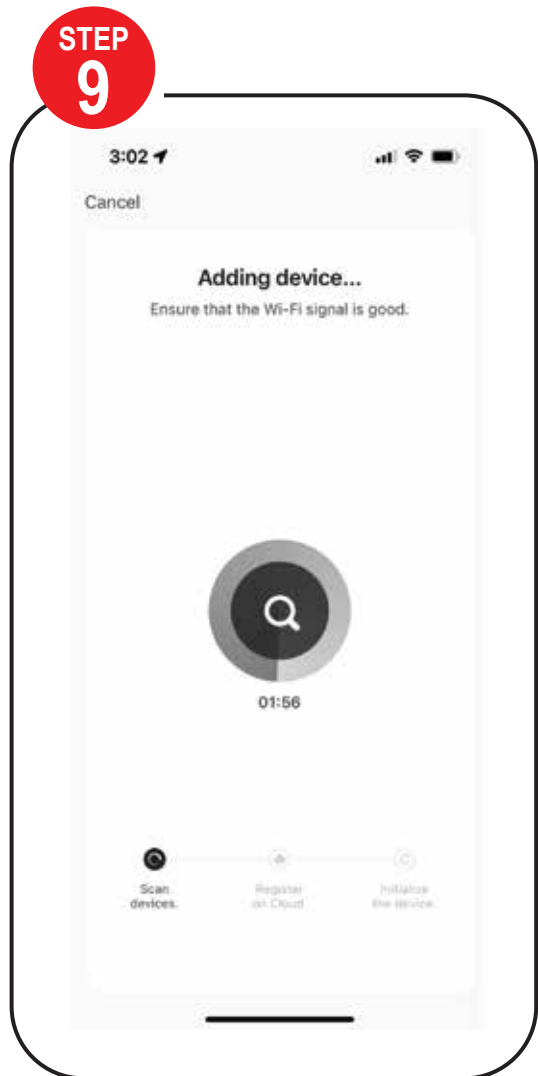 STEP
9
3:02
Cancel
Adding device...
Ensure that the Wi-Fi signal is good.
01:56
Scan
devices.
Register
on Cloud
Initialize
the device.